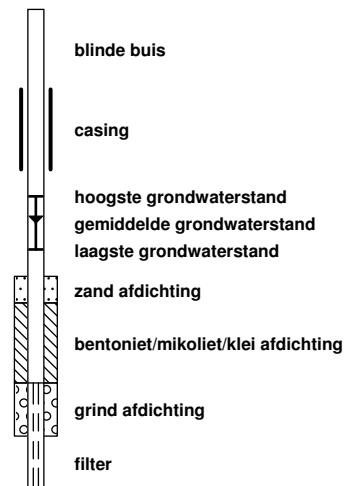 blinde buis
casing
hoogste grondwaterstand
gemiddelde grondwaterstand
laagste grondwaterstand
zand afdichting
bentoniet/mikoliet/klei afdichting
grind afdichting
filter